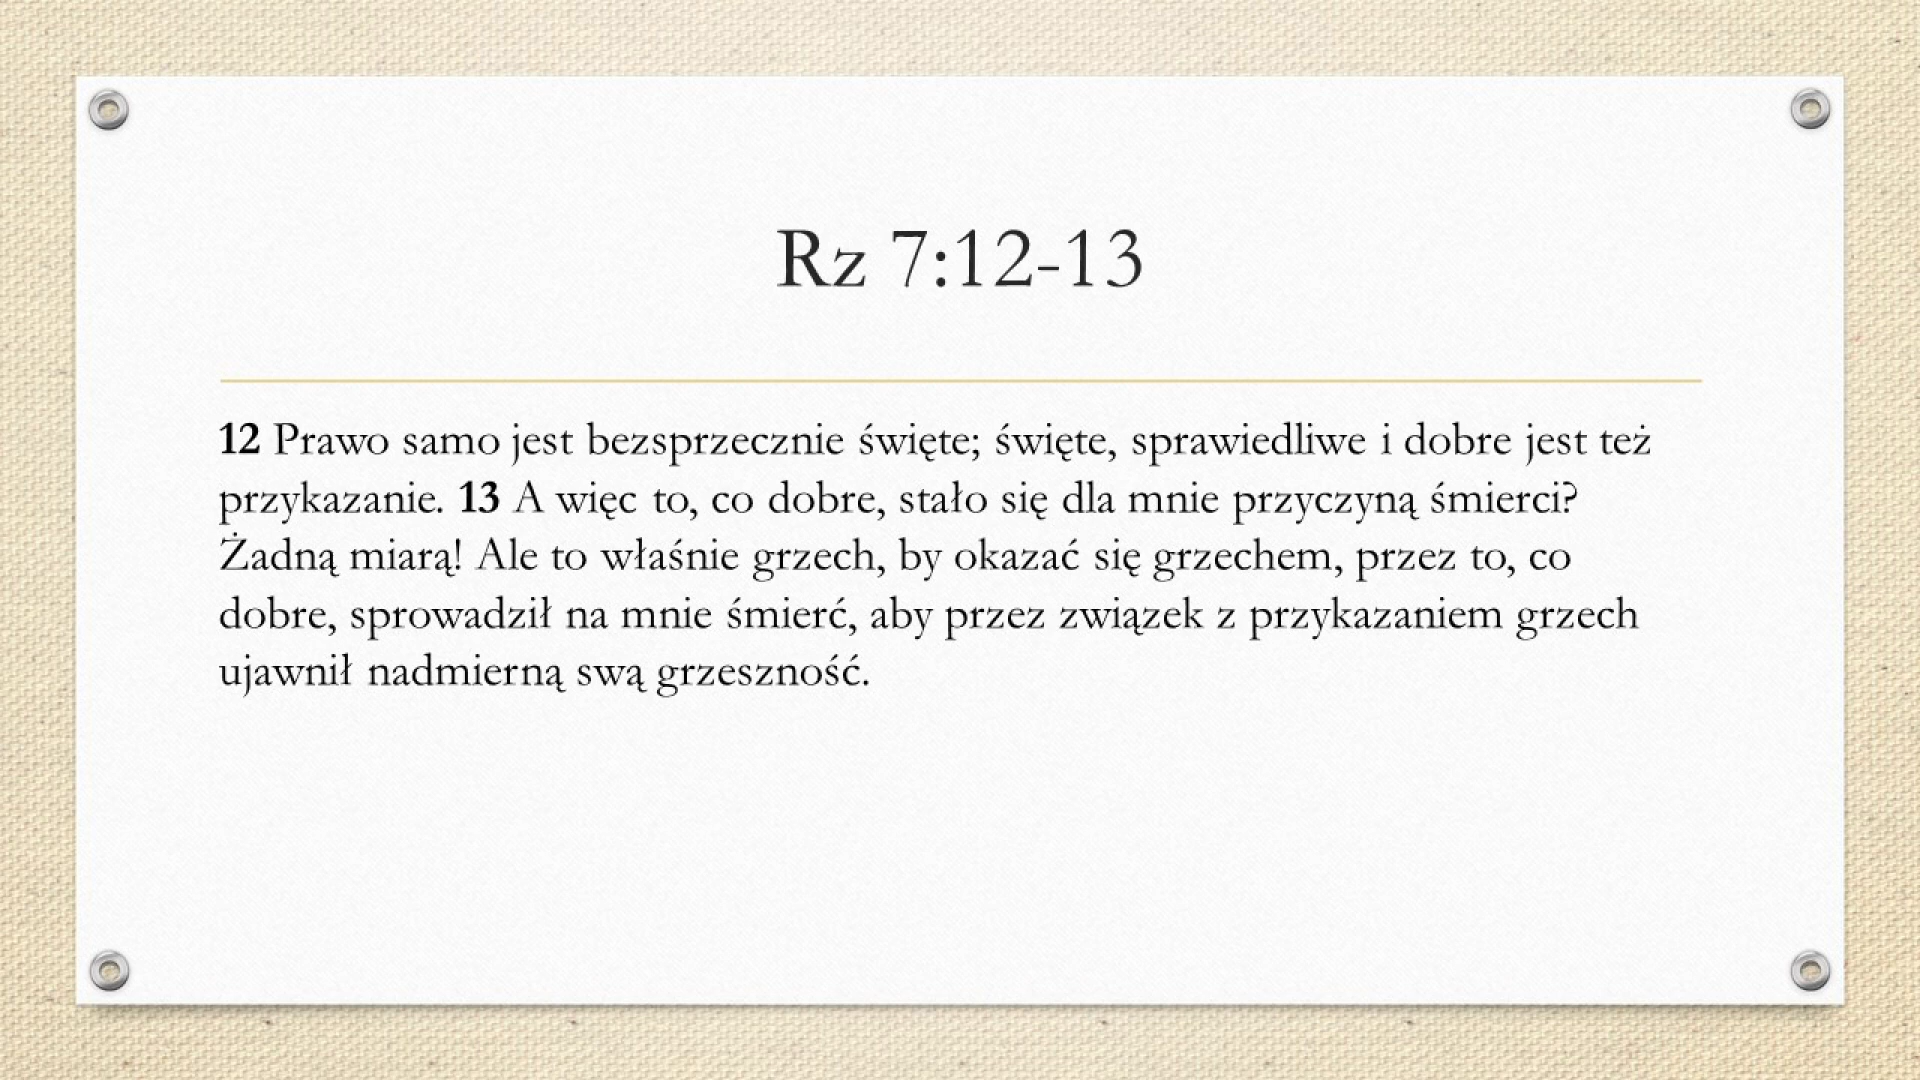 Rz 7:12-13
12 Prawo samo jest bezsprzecznie święte; święte, sprawiedliwe i dobre jest też
przykazanie. 13 A więc to, co dobre, stało się dla mnie przyczyną śmierci?
Żadną miarą! Ale to właśnie grzech, by okazać się grzechem, przez to, co
dobre, sprowadził na mnie śmierć, aby przez związek z przykazaniem grzech
ujawnił nadmierną swą grzeszność.